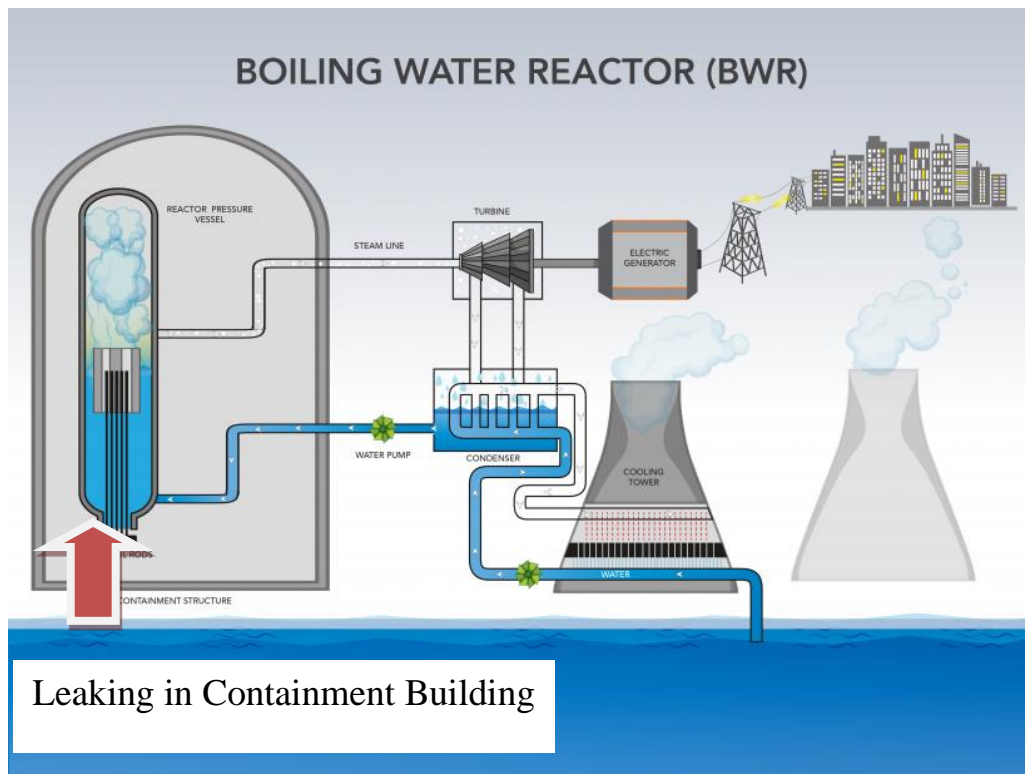 BOILING WATER REACTOR (BWR)
REACTOR PRESSURE
VESSEL
STEAM LINE
TURBINE
ELECTRIC
GENERATOR
WATER PUMP
CONDENSER
COOLING
TOWER
RODS
WATER
CONTAINMENT STRUCTURE
Leaking in Containment Building